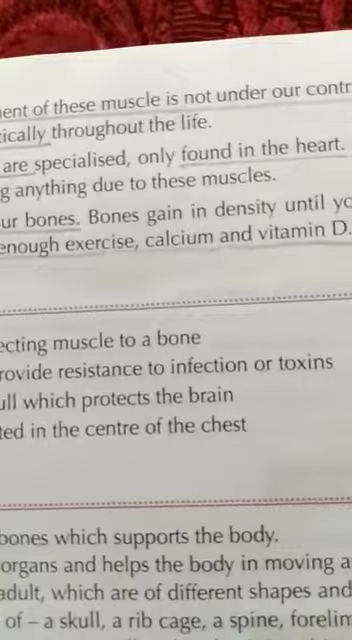 ent of these muscle is not under our contr
ically throughout the life.
are specialised, only found in the heart.
g anything due to these muscles.
ur bones. Bones gain in density until yo
enough exercise, calcium and vitamin D.
ecting muscle to a bone
rovide resistance to infection or toxins
ull which protects the brain
ted in the centre of the chest
bones which supports the body.
organs and helps the body in moving a
adult, which are of different shapes and
of – a skull, a rib cage, a spine, forelim